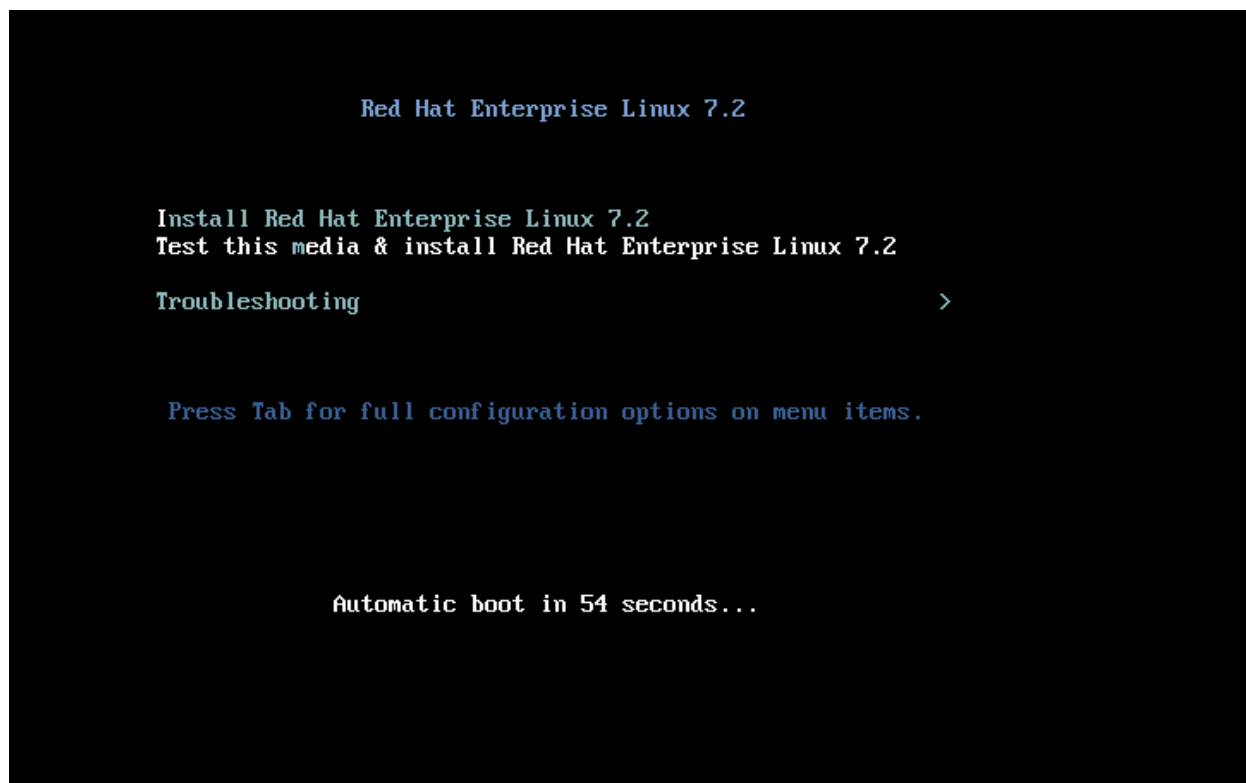 Red Hat Enterprise Linux 7.2
Install Red Hat Enterprise Linux 7.2
Test this media & install Red Hat Enterprise Linux 7.2
Troubleshooting >
Press Tab for full configuration options on menu items.
Automatic boot in 54 seconds...